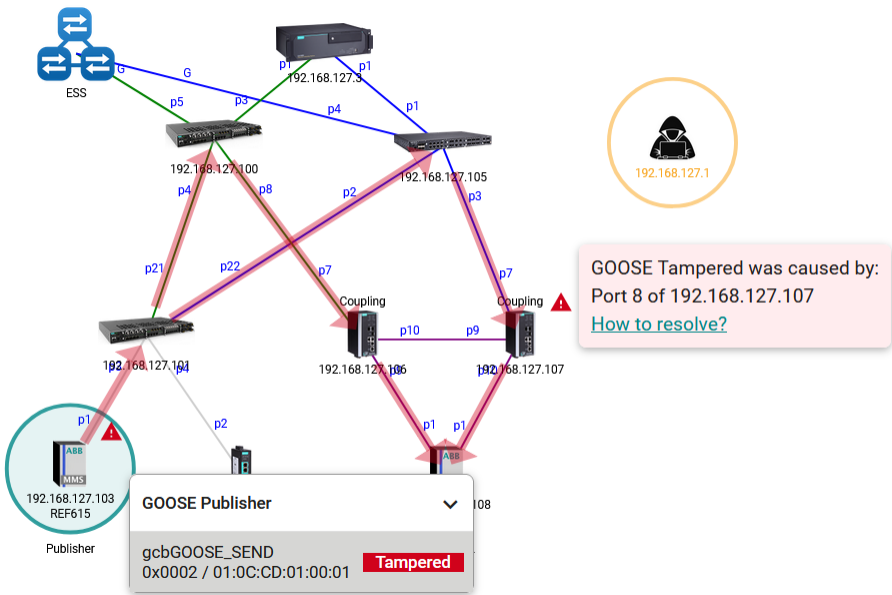 G
G
ESS
p1
p1
192.168.127.3
p5
p3
p4
p1
192.168.127.100
192.168.127.105
192.168.127.1
p4
p8
p2
p3
p21
p22
p7
p7
GOOSE Tampered was caused by:
Port 8 of 192.168.127.107
How to resolve?
Coupling
Coupling
p10
p9
192.168.127.101
p4
192.168.127.106
192.168.127.107
p1
p2
p1
p1
ABB
MMS
ABB
192.168.127.103
REF615
Publisher
108
GOOSE Publisher
gcbGOOSE_SEND
0x0002 / 01:0C:CD:01:00:01
Tampered